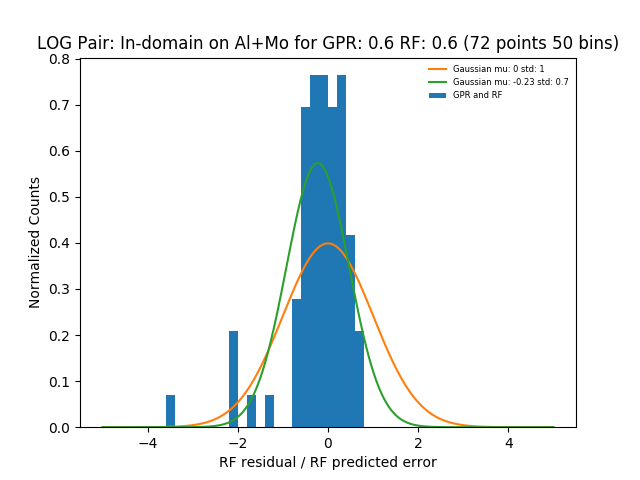 LOG Pair: In-domain on Al+Mo for GPR: 0.6 RF: 0.6 (72 points 50 bins)
Gaussian mu: 0 std: 1
Gaussian mu: -0.23 std: 0.7
GPR and RF
Normalized Counts
0.8
0.7
0.6
0.5
0.4
0.3
0.2
0.1
0.0
−4 −2 0 2 4
RF residual / RF predicted error